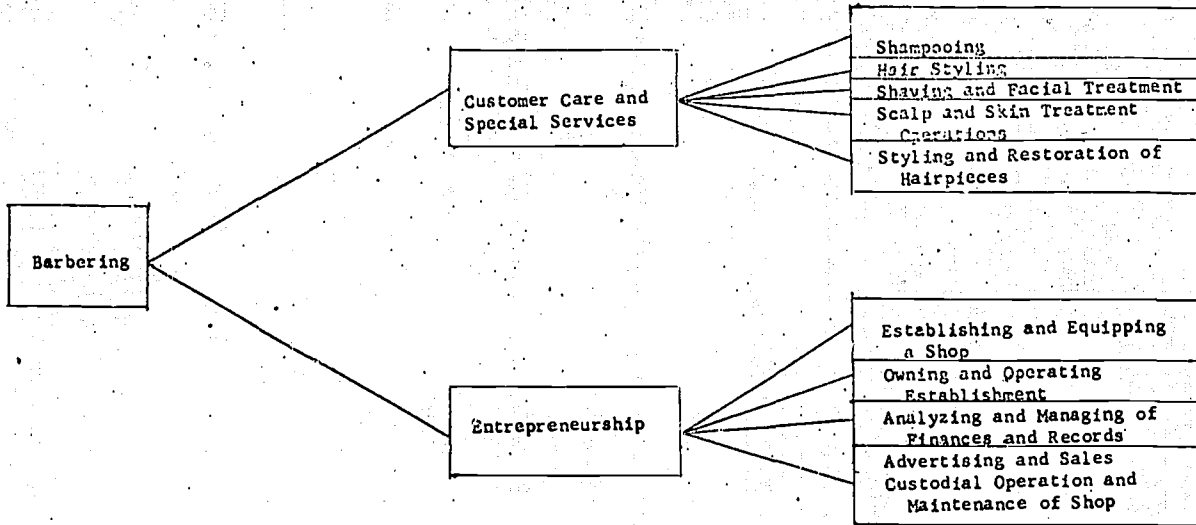 Barbering
Customer Care and
Special Services
Shampooing
Hair Styling
Shaving and Facial Treatment
Scalp and Skin Treatment
Operations
Styling and Restoration of
Hairpieces
Entrepreneurship
Establishing and Equipping
a Shop
Owning and Operating
Establishment
Analyzing and Managing of
Finances and Records
Advertising and Sales
Custodial Operation and
Maintenance of Shop